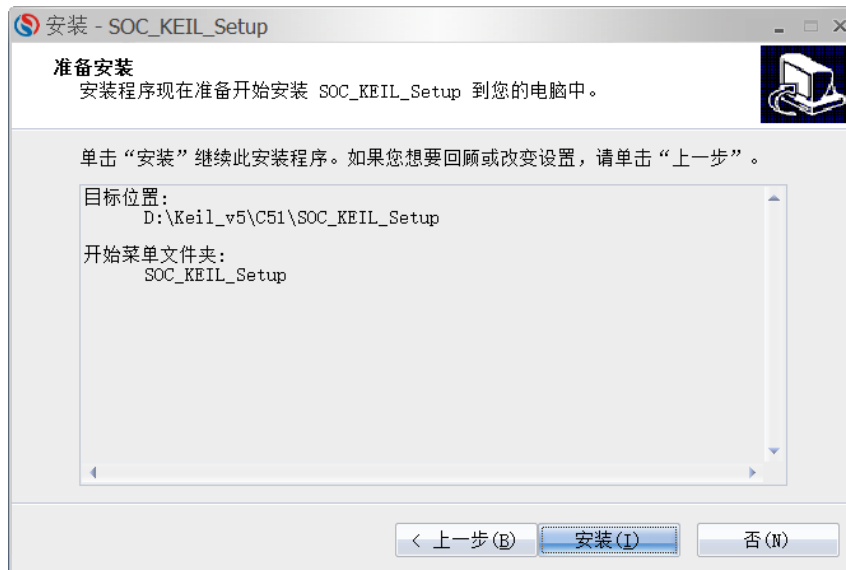 安装 - SOC_KEIL_Setup
准备安装
安装程序现在准备开始安装 SOC_KEIL_Setup 到您的电脑中。
单击“安装”继续此安装程序。如果您想要回顾或改变设置，请单击“上一步”。
目标位置:
D:\Keil_v5\C51\SOC_KEIL_Setup
开始菜单文件夹:
SOC_KEIL_Setup
< 上一步(B) 安装(I) 否(N)